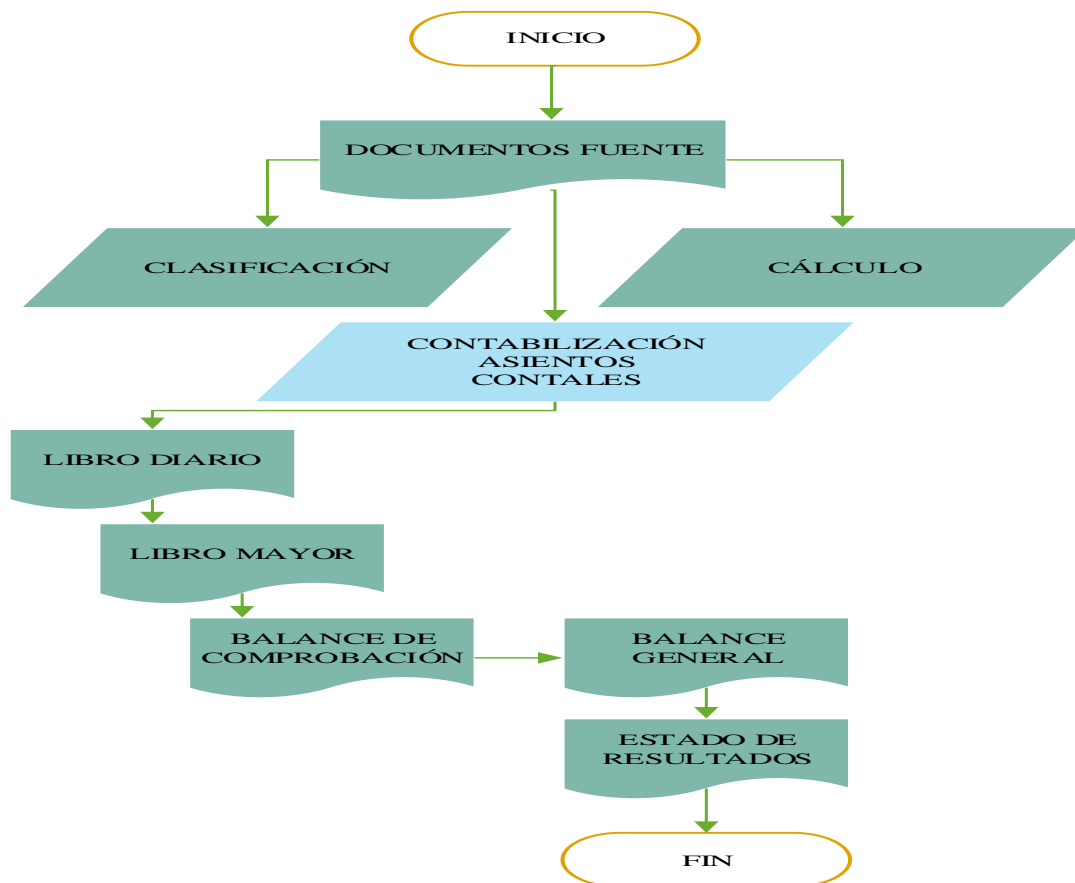 INICIO
DOCUMENTOS FUENTE
CLASIFICACIÓN
CÁLCULO
CONTABILIZACIÓN
ASIENTOS
CONTALES
LIBRO DIARIO
LIBRO MAYOR
BALANCE DE
COMPROBACIÓN
BALANCE
GENERAL
ESTADO DE
RESULTADOS
FIN